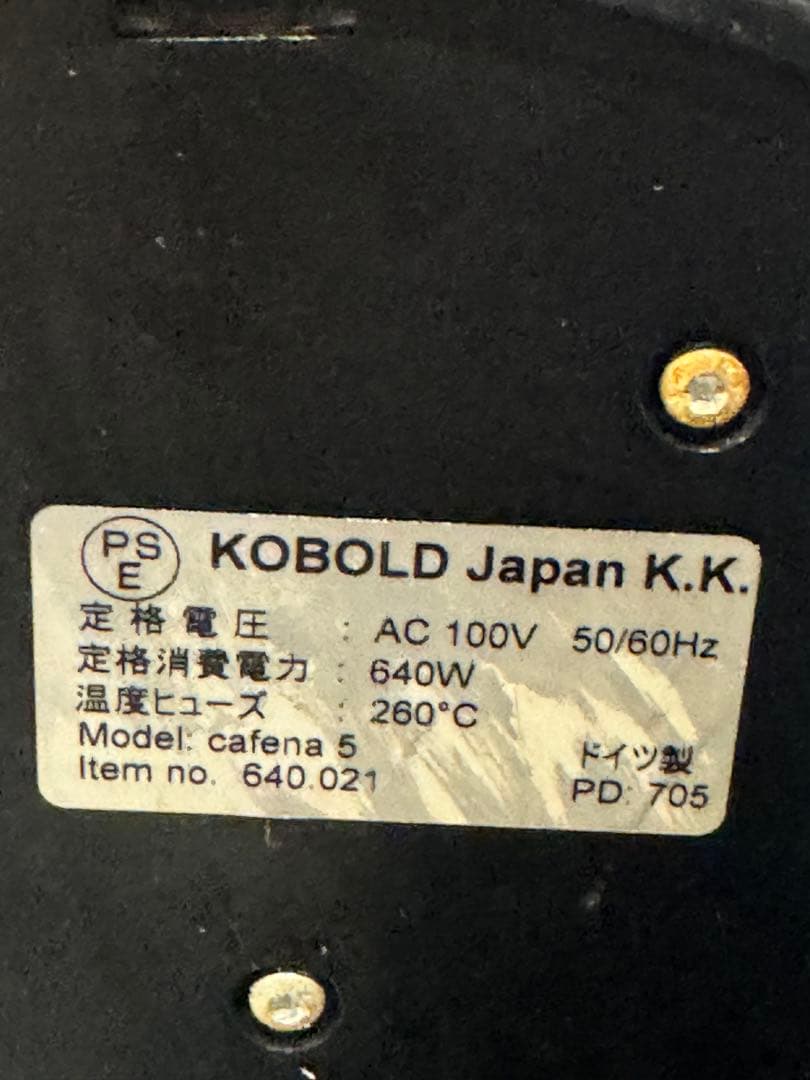 PS
E
KOBOLD Japan K.K.
定格電圧 : AC 100V 50/60Hz
定格消費電力 : 640W
温度ヒューズ : 260°C
Model: cafena 5
Item no. 640.021
ドイツ製
PD: 705